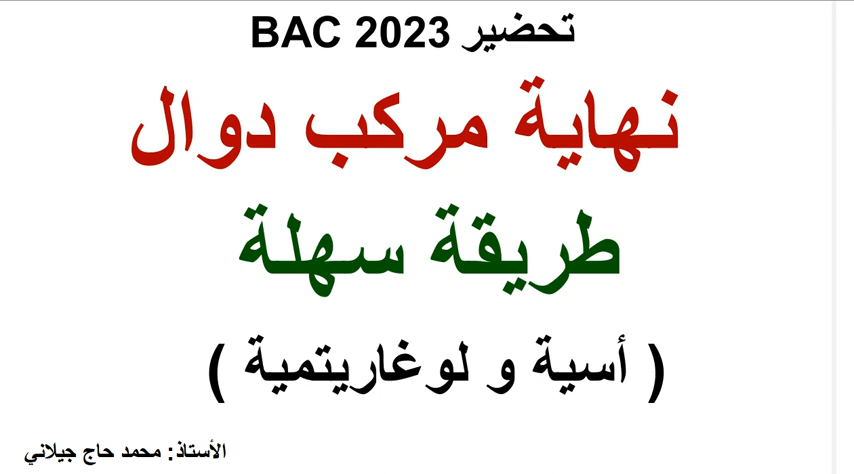 تحضير BAC 2023
نهاية مركب دوال
طريقة سهلة
( أسية و لوغاريتمية )
الأستاذ: محمد حاج جيلاني